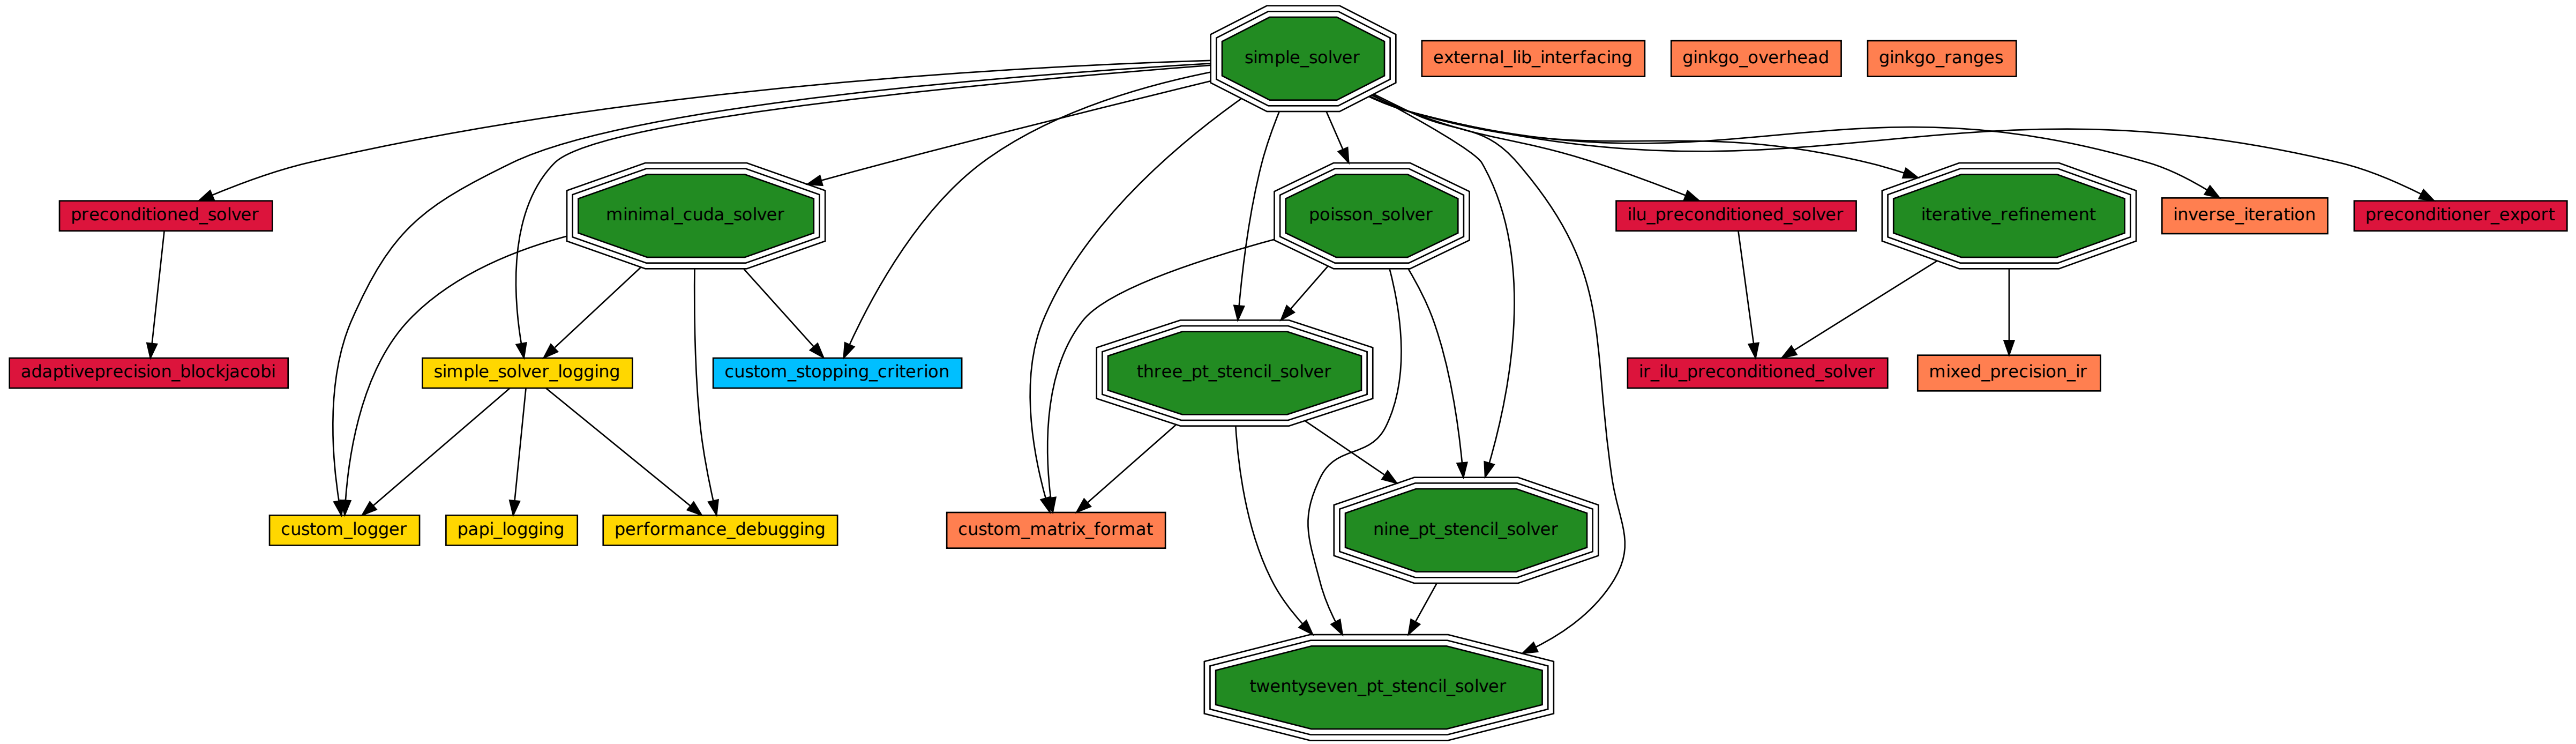 simple_solver
external_lib_interfacing
ginkgo_overhead
ginkgo_ranges
preconditioned_solver
minimal_cuda_solver
poisson_solver
ilu_preconditioned_solver
iterative_refinement
inverse_iteration
preconditioner_export
adaptiveprecision_blockjacobi
simple_solver_logging
custom_stopping_criterion
three_pt_stencil_solver
ir_ilu_preconditioned_solver
mixed_precision_ir
custom_logger
papi_logging
performance_debugging
custom_matrix_format
nine_pt_stencil_solver
twentyseven_pt_stencil_solver